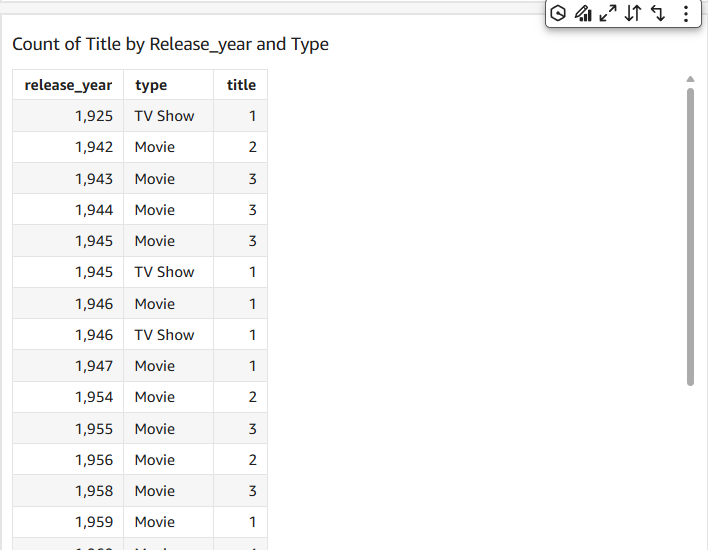 Count of Title by Release_year and Type
release_year type title
1,925 TV Show 1
1,942 Movie 2
1,943 Movie 3
1,944 Movie 3
1,945 Movie 3
1,945 TV Show 1
1,946 Movie 1
1,946 TV Show 1
1,947 Movie 1
1,954 Movie 2
1,955 Movie 3
1,956 Movie 2
1,958 Movie 3
1,959 Movie 1